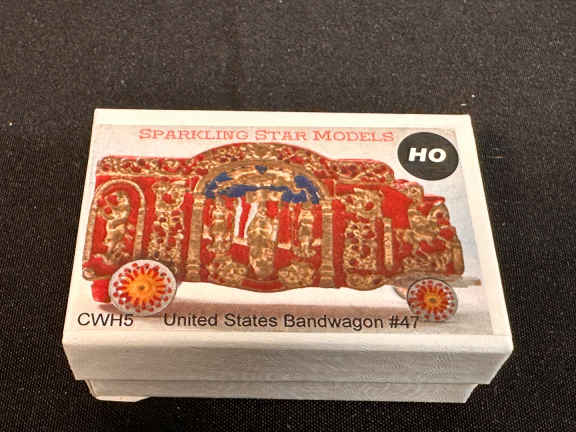 SPARKLING STAR MODELS
HO
CWH5 United States Bandwagon #47